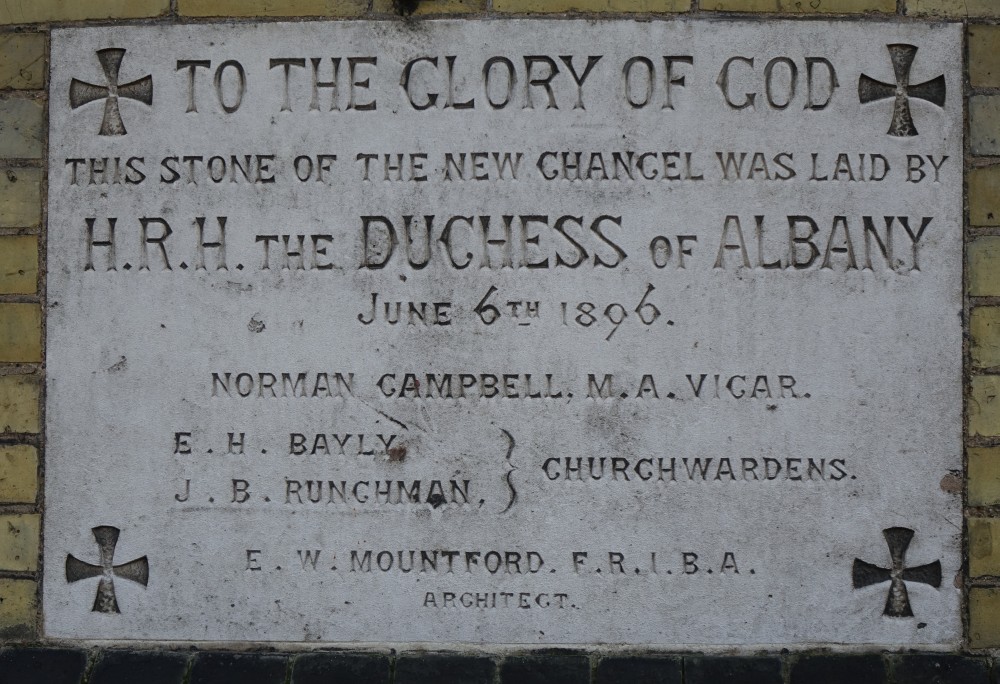 TO THE GLORY OF GOD
THIS STONE OF THE NEW CHANCEL WAS LAID BY
H.R.H. THE DUCHESS OF ALBANY
JUNE 6TH 1896.
NORMAN CAMPBELL, M.A. VICAR.
E. H. BAYLY
J. B. RUNCHMAN, } CHURCHWARDENS.
E. W. MOUNTFORD. F.R.I.B.A.
ARCHITECT.